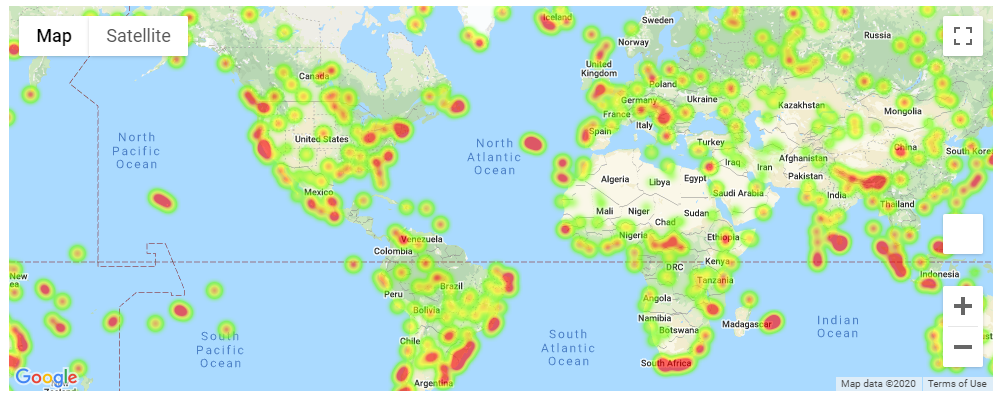 Map Satellite
Iceland
Sweden
Norway
Russia
Canada
United
Kingdom
Poland
Germany
Ukraine
Kazakhstan
Mongolia
France
Italy
Spain
United States
Turkey
China
South Kore
North
Pacific
Ocean
North
Atlantic
Ocean
Iraq
Iran
Afghanistan
Pakistan
Algeria
Libya
Egypt
Saudi Arabia
India
Thailand
Mexico
Mali
Niger
Chad
Sudan
Nigeria
Ethiopia
Venezuela
Colombia
Kenya
DRC
Indonesia
New
ea
Tanzania
Peru
Brazil
Angola
Bolivia
Namibia
Botswana
Madagascar
South
Pacific
Ocean
Chile
South
Atlantic
Ocean
Indian
Ocean
South Africa
Argentina
Google
Map data ©2020 Terms of Use